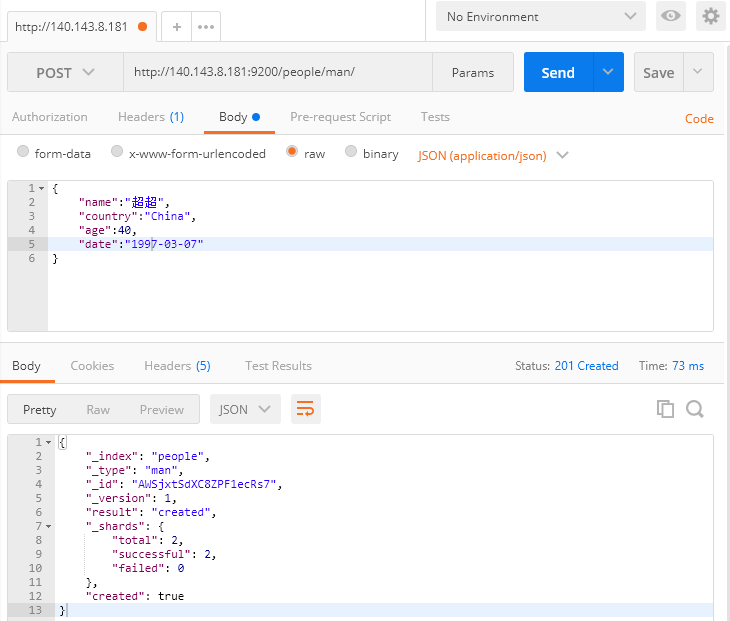 http://140.143.8.181
+
•••
No Environment
POST
http://140.143.8.181:9200/people/man/
Params
Send
Save
Authorization
Headers (1)
Body
Pre-request Script
Tests
Code
form-data
x-www-form-urlencoded
raw
binary
JSON (application/json)
1 {
2 "name":"超超",
3 "country":"China",
4 "age":40,
5 "date":"1997-03-07"
6 }
Body
Cookies
Headers (5)
Test Results
Status: 201 Created
Time: 73 ms
Pretty
Raw
Preview
JSON
1 {
2 "_index": "people",
3 "_type": "man",
4 "_id": "AWSjxtSdXC8ZPF1ecRs7",
5 "_version": 1,
6 "result": "created",
7 "_shards": {
8 "total": 2,
9 "successful": 2,
10 "failed": 0
11 },
12 "created": true
13 }